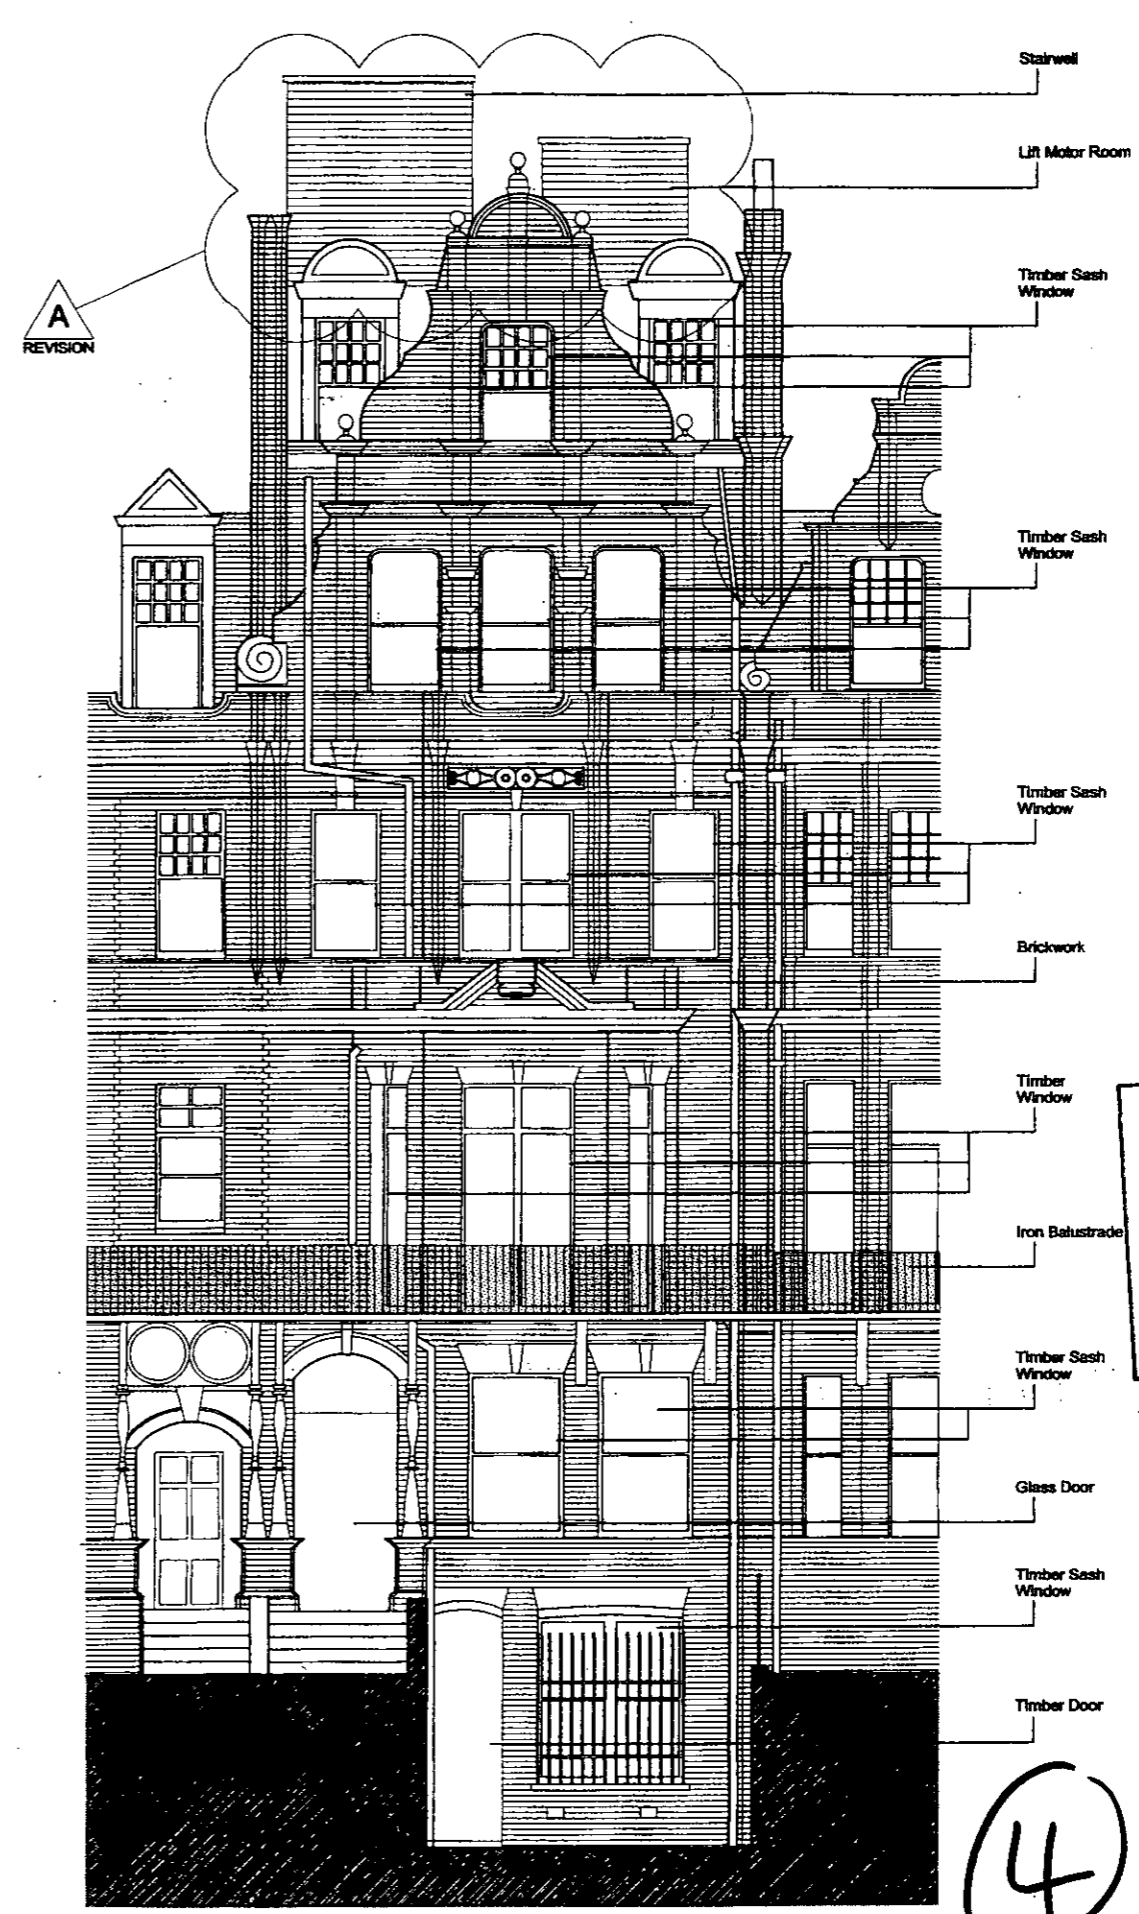 Stairwell
Lift Motor Room
Timber Sash
Window
A
REVISION
Timber Sash
Window
Timber Sash
Window
Brickwork
Timber
Window
Iron Balustrade
Timber Sash
Window
Glass Door
Timber Sash
Window
Timber Door
4